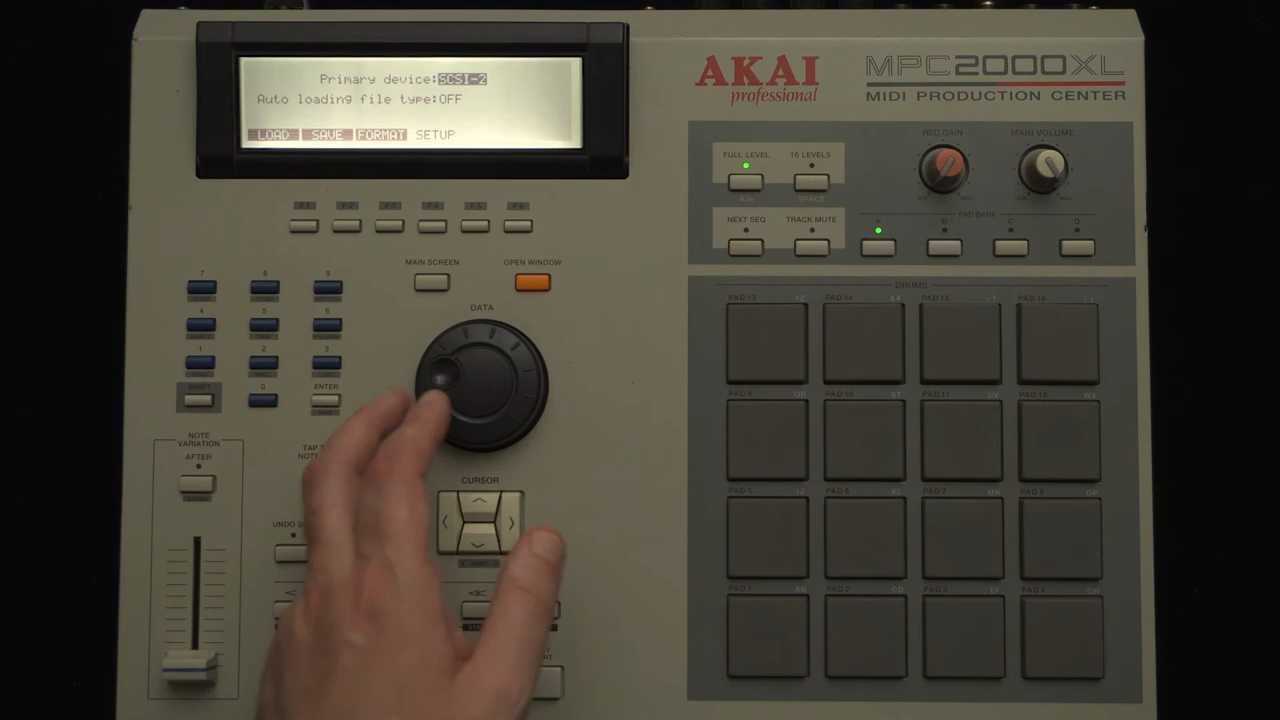 Primary device:SCSI-2
Auto loading file type:OFF
LOAD SAVE FORMAT SETUP
AKAI
professional
MPC2000XL
MIDI PRODUCTION CENTER
FULL LEVEL
16 LEVELS
REC GAIN
MAIN VOLUME
SPACE
NEXT SEQ
TRACK MUTE
PAD BANK
A B C D
MAIN SCREEN
OPEN WINDOW
DATA
7 8 9
4 5 6
1 2 3
SHIFT
0
ENTER
NOTE
VARIATION
AFTER
CURSOR
DRUMS
PAD 13
PAD 14
PAD 15
PAD 16
PAD 10
PAD 11
PAD 12
WX
PAD 5
PAD 6
PAD 7
MN
PAD 1
AB
PAD 2
PAD 3
PAD 4